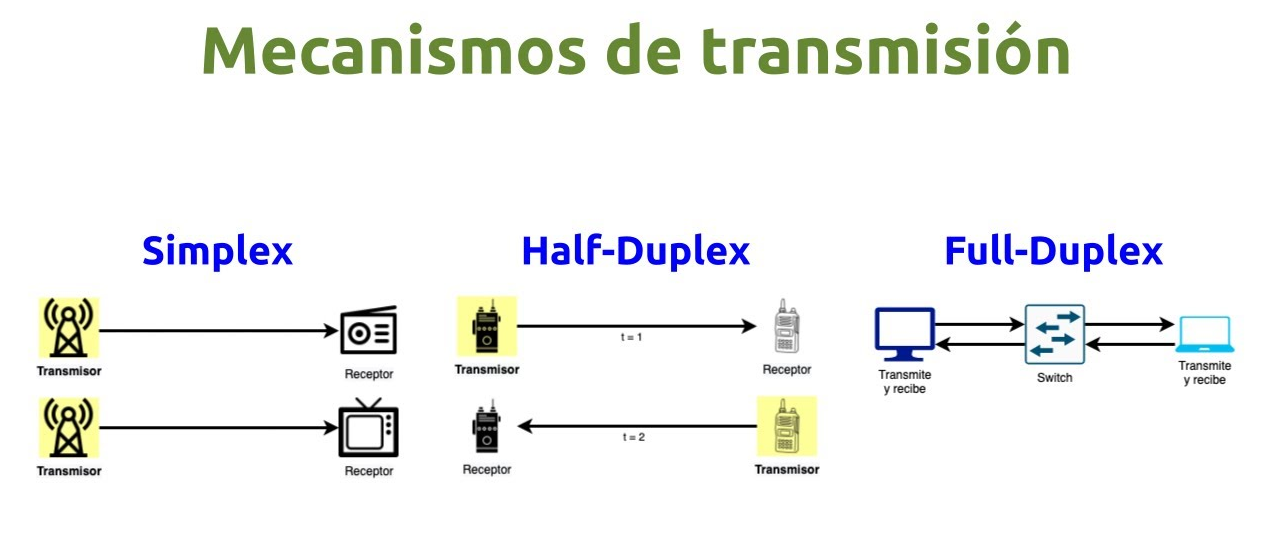 Mecanismos de transmisión
Simplex
Transmisor
Receptor
Transmisor
Receptor
Half-Duplex
t = 1
Transmisor
Receptor
t = 2
Receptor
Transmisor
Full-Duplex
Transmite
y recibe
Switch
Transmite
y recibe